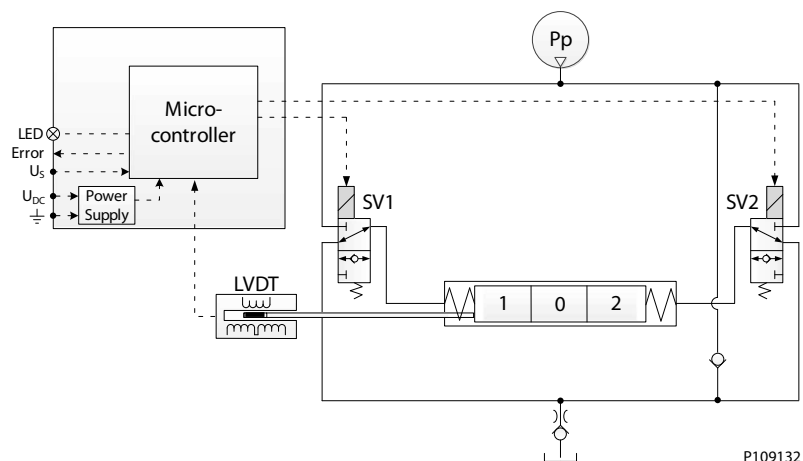 Pp
Micro-
controller
LED
Error
US
UDC
Power
Supply
SV1
SV2
LVDT
1 0 2
P109132